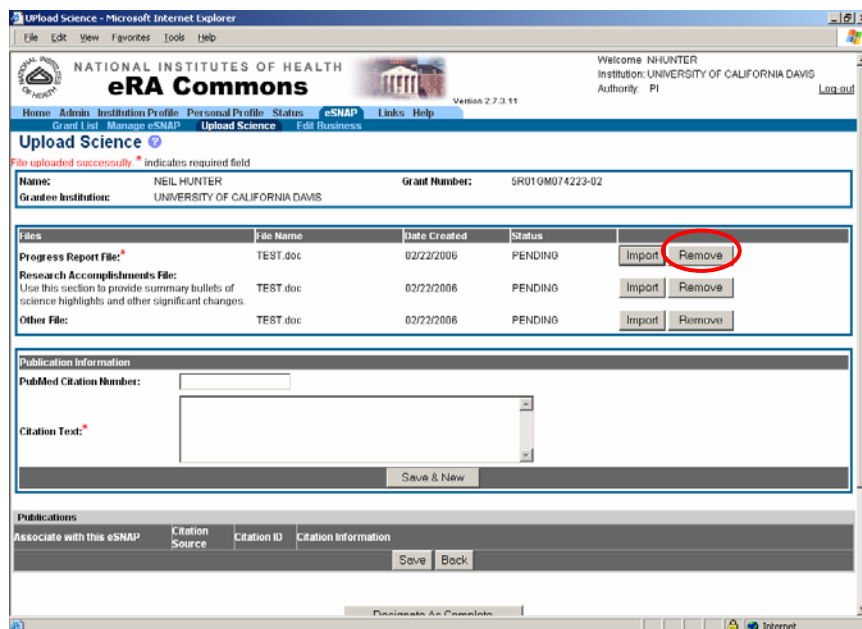 UPload Science - Microsoft Internet Explorer
File Edit View Favorites Tools Help
NATIONAL INSTITUTES OF HEALTH
eRA Commons
Version 2.7.3.11
Welcome NHUNTER
Institution: UNIVERSITY OF CALIFORNIA DAVIS
Authority: PI
Log-out
Home Admin Institution Profile Personal Profile Status eSNAP Links Help
Grant List Manage eSNAP Upload Science Edit Business
Upload Science ?
File uploaded successfully. * indicates required field
Name: NEIL HUNTER Grant Number: 5R01GM074223-02
Grantee Institution: UNIVERSITY OF CALIFORNIA DAVIS
Files File Name Date Created Status
Progress Report File:* TEST.doc 02/22/2006 PENDING Import Remove
Research Accomplishments File:
Use this section to provide summary bullets of
science highlights and other significant changes. TEST.doc 02/22/2006 PENDING Import Remove
Other File: TEST.doc 02/22/2006 PENDING Import Remove
Publication Information
PubMed Citation Number:
Citation Text:*
Save & New
Publications
Associate with this eSNAP Citation Source Citation ID Citation Information
Save Back
Designate As Complete
Internet